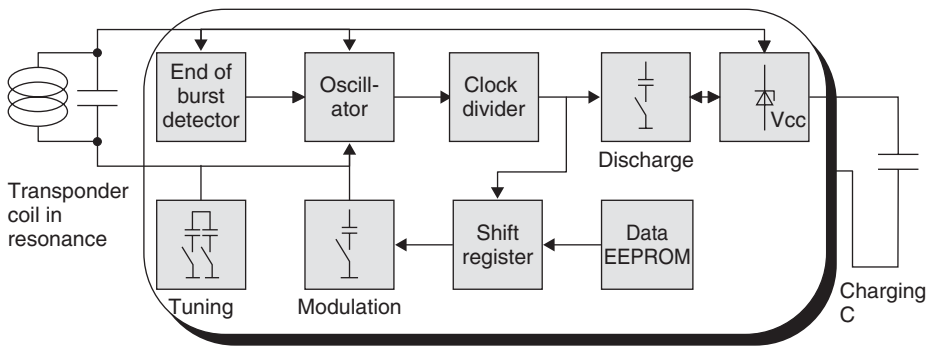 End of
burst
detector
Oscill-
ator
Clock
divider
Vcc
Discharge
Transponder
coil in
resonance
Shift
register
Data
EEPROM
Tuning
Modulation
Charging
C